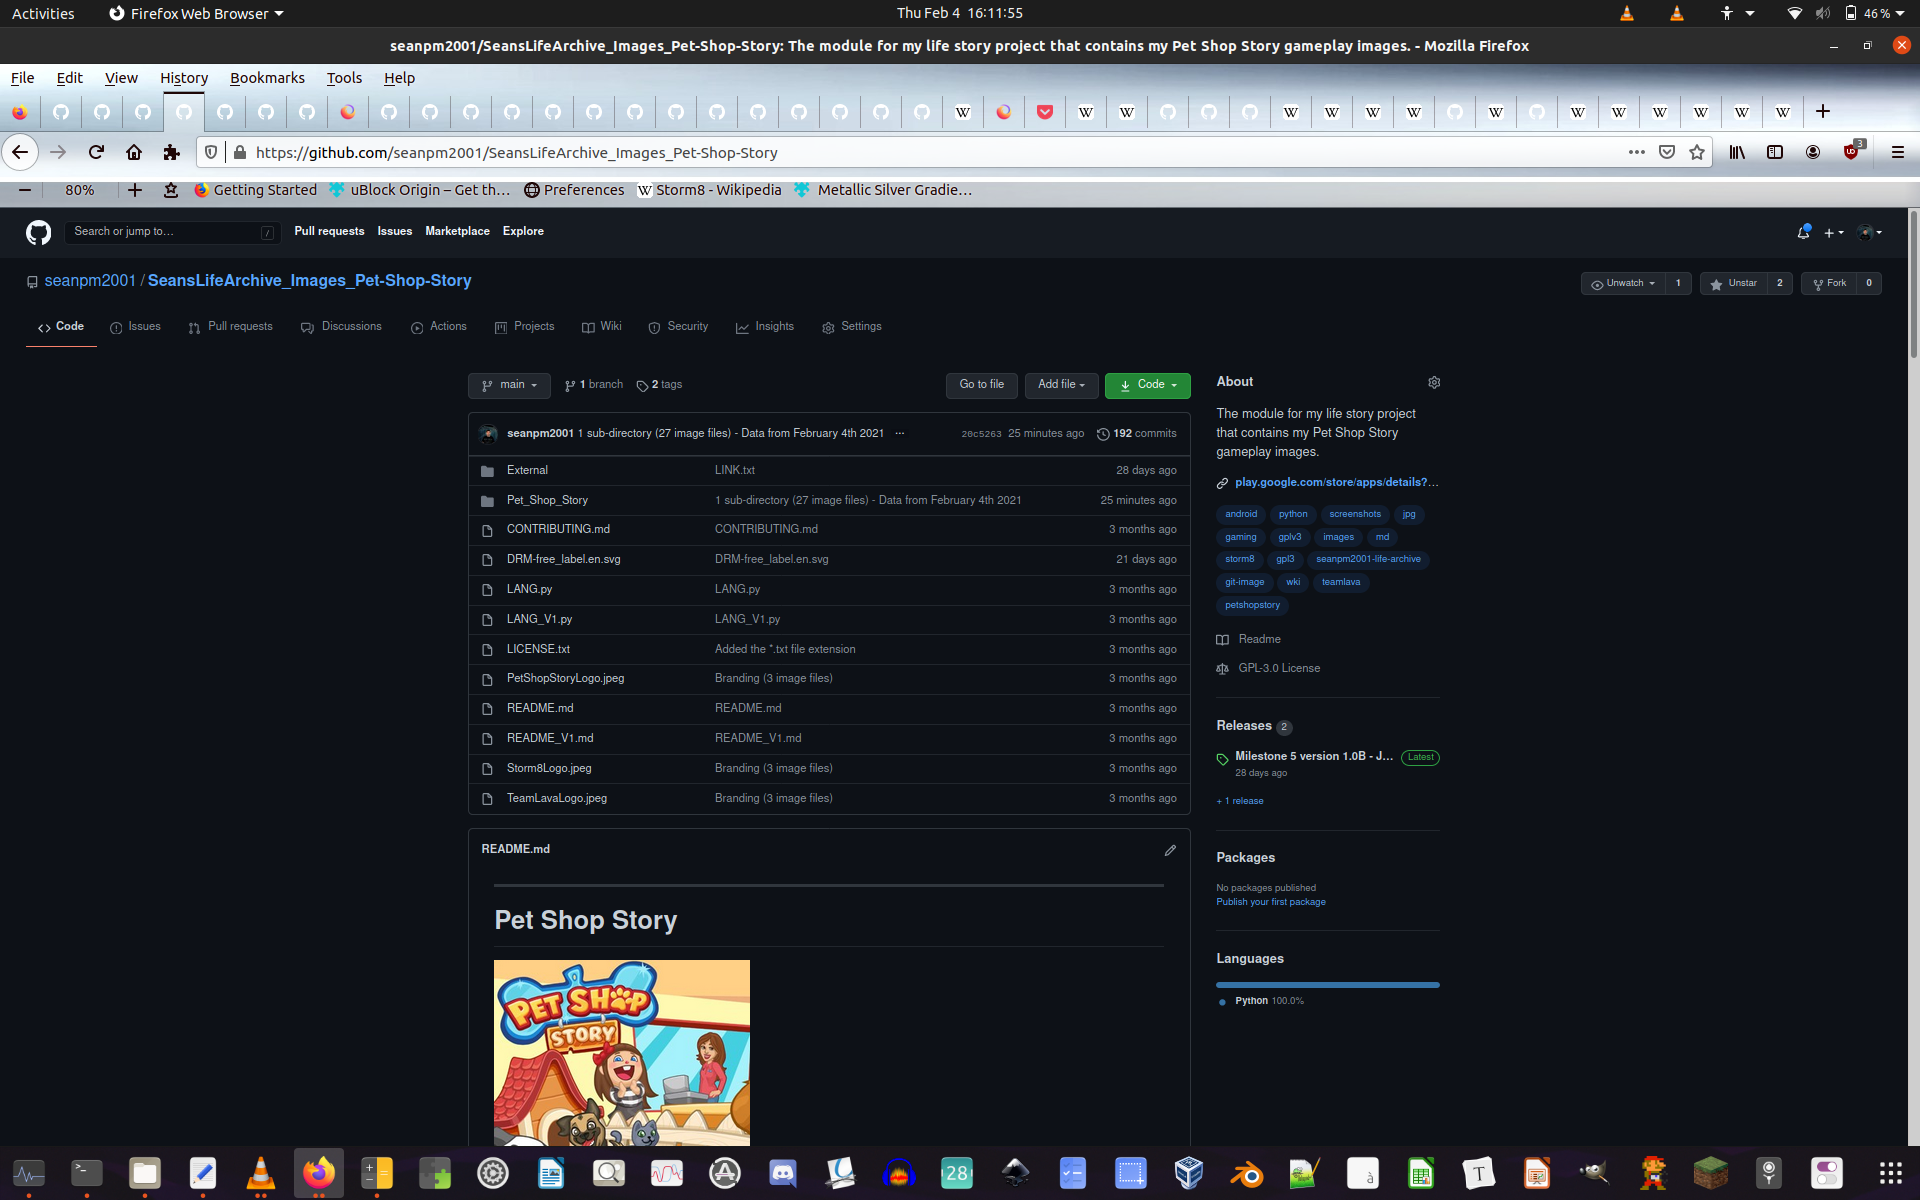 Activities Firefox Web Browser Thu Feb 4 16:11:55 46 %
seanpm2001/SeansLifeArchive_Images_Pet-Shop-Story: The module for my life story project that contains my Pet Shop Story gameplay images. - Mozilla Firefox
File Edit View History Bookmarks Tools Help
https://github.com/seanpm2001/SeansLifeArchive_Images_Pet-Shop-Story 3
80% Getting Started uBlock Origin – Get th… Preferences Storm8 - Wikipedia Metallic Silver Gradie…
Search or jump to… / Pull requests Issues Marketplace Explore
seanpm2001 / SeansLifeArchive_Images_Pet-Shop-Story Unwatch 1 Unstar 2 Fork 0
Code Issues Pull requests Discussions Actions Projects Wiki Security Insights Settings
main 1 branch 2 tags Go to file Add file Code
seanpm2001 1 sub-directory (27 image files) - Data from February 4th 2021 ... 20c5263 25 minutes ago 192 commits
External LINK.txt 28 days ago
Pet_Shop_Story 1 sub-directory (27 image files) - Data from February 4th 2021 25 minutes ago
CONTRIBUTING.md CONTRIBUTING.md 3 months ago
DRM-free_label.en.svg DRM-free_label.en.svg 21 days ago
LANG.py LANG.py 3 months ago
LANG_V1.py LANG_V1.py 3 months ago
LICENSE.txt Added the *.txt file extension 3 months ago
PetShopStoryLogo.jpeg Branding (3 image files) 3 months ago
README.md README.md 3 months ago
README_V1.md README_V1.md 3 months ago
Storm8Logo.jpeg Branding (3 image files) 3 months ago
TeamLavaLogo.jpeg Branding (3 image files) 3 months ago
README.md
Pet Shop Story
PET SHOP
STORY
About
The module for my life story project
that contains my Pet Shop Story
gameplay images.
play.google.com/store/apps/details?…
android python screenshots jpg
gaming gplv3 images md
storm8 gpl3 seanpm2001-life-archive
git-image wki teamlava
petshopstory
Readme
GPL-3.0 License
Releases 2
Milestone 5 version 1.0B - J… Latest
28 days ago
+ 1 release
Packages
No packages published
Publish your first package
Languages
Python 100.0%
28